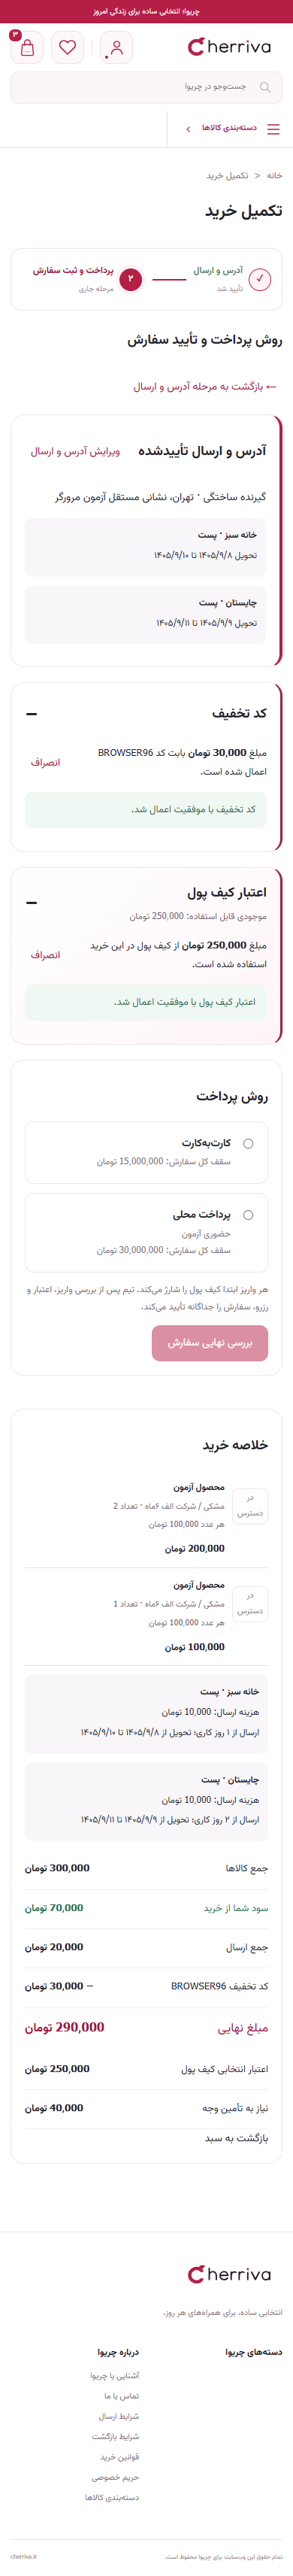 چریوا؛ انتخابی ساده برای زندگی امروز
Cherriva
۳
جست‌وجو در چریوا
دسته‌بندی کالاها
خانه < تکمیل خرید
تکمیل خرید
✓ آدرس و ارسال
تأیید شد
۲ پرداخت و ثبت سفارش
مرحله جاری
روش پرداخت و تأیید سفارش
← بازگشت به مرحله آدرس و ارسال
آدرس و ارسال تأییدشده
ویرایش آدرس و ارسال
گیرنده ساختگی · تهران، نشانی مستقل آزمون مرورگر
خانه سبز · پست
تحویل ۱۴۰۵/۹/۸ تا ۱۴۰۵/۹/۱۰
چایستان · پست
تحویل ۱۴۰۵/۹/۹ تا ۱۴۰۵/۹/۱۱
کد تخفیف
مبلغ 30,000 تومان بابت کد BROWSER96
اعمال شده است.
انصراف
کد تخفیف با موفقیت اعمال شد.
اعتبار کیف پول
موجودی قابل استفاده: 250,000 تومان
مبلغ 250,000 تومان از کیف پول در این خرید
استفاده شده است.
انصراف
اعتبار کیف پول با موفقیت اعمال شد.
روش پرداخت
کارت‌به‌کارت
سقف کل سفارش: 15,000,000 تومان
پرداخت محلی
حضوری آزمون
سقف کل سفارش: 30,000,000 تومان
هر واریز ابتدا کیف پول را شارژ می‌کند. تیم پس از بررسی واریز، اعتبار و
رزرو، سفارش را جداگانه تأیید می‌کند.
بررسی نهایی سفارش
خلاصه خرید
در
دسترس
محصول آزمون
مشکی / شرکت الف ۶ماه · تعداد 2
هر عدد 100,000 تومان
200,000 تومان
در
دسترس
محصول آزمون
مشکی / شرکت الف ۶ماه · تعداد 1
هر عدد 100,000 تومان
100,000 تومان
خانه سبز · پست
هزینه ارسال: 10,000 تومان
ارسال از ۱ روز کاری؛ تحویل از ۱۴۰۵/۹/۸ تا ۱۴۰۵/۹/۱۰
چایستان · پست
هزینه ارسال: 10,000 تومان
ارسال از ۲ روز کاری؛ تحویل از ۱۴۰۵/۹/۹ تا ۱۴۰۵/۹/۱۱
جمع کالاها 300,000 تومان
سود شما از خرید 70,000 تومان
جمع ارسال 20,000 تومان
کد تخفیف BROWSER96 − 30,000 تومان
مبلغ نهایی 290,000 تومان
اعتبار انتخابی کیف پول 250,000 تومان
نیاز به تأمین وجه 40,000 تومان
بازگشت به سبد
Cherriva
انتخابی ساده، برای همراه‌های هر روز.
دسته‌های چریوا
درباره چریوا
آشنایی با چریوا
تماس با ما
شرایط ارسال
شرایط بازگشت
قوانین خرید
حریم خصوصی
دسته‌بندی کالاها
تمام حقوق این وب‌سایت برای چریوا محفوظ است.
cherriva.ir